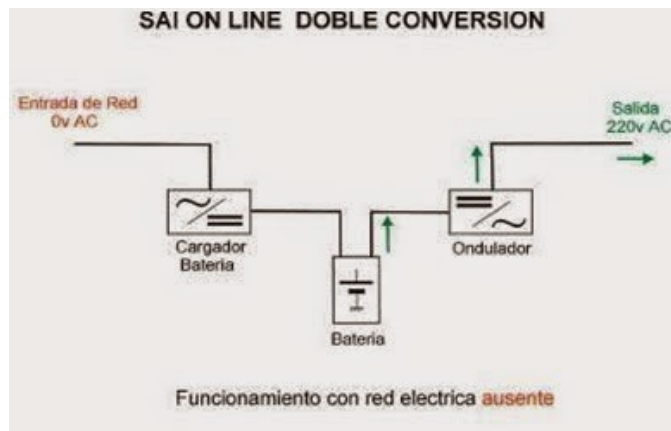 SAI ON LINE DOBLE CONVERSION
Entrada de Red
0v AC
Salida
220v AC
Cargador
Bateria
Ondulador
Bateria
Funcionamiento con red electrica ausente